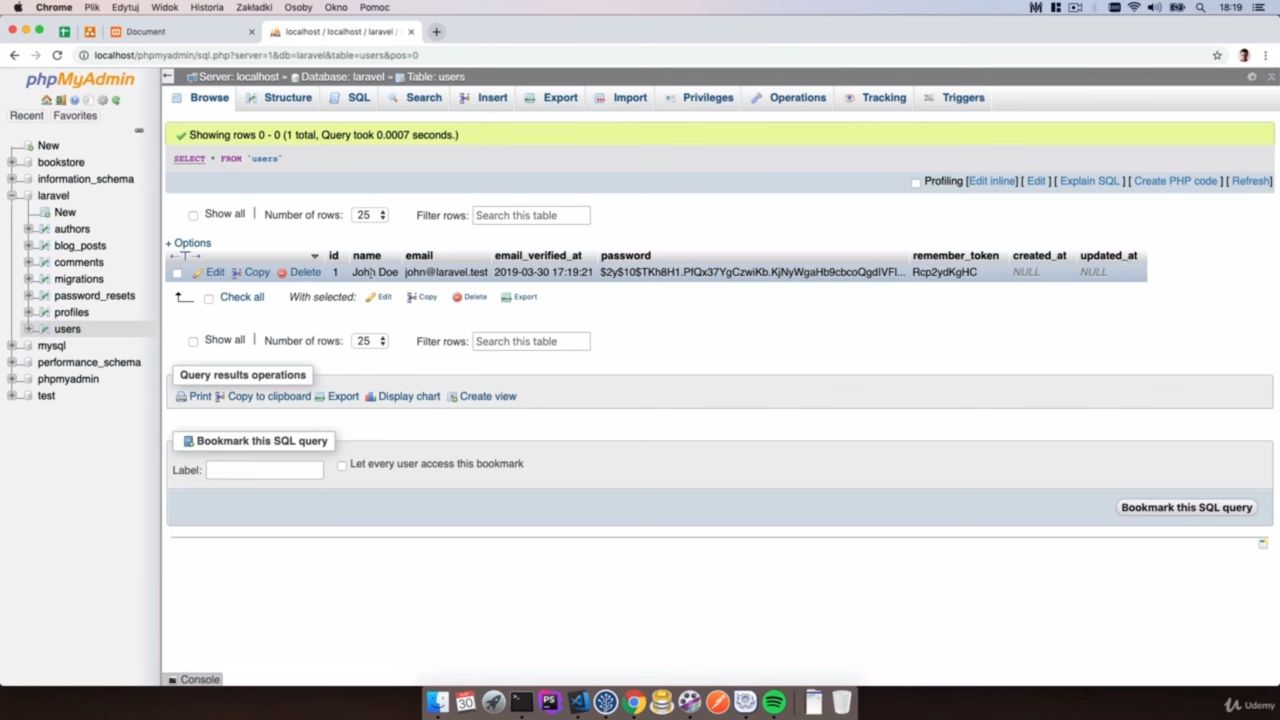 Chrome Plik Edytuj Widok Historia Zakładki Osoby Okno Pomoc 18:19
Document localhost / localhost / laravel /
localhost/phpmyadmin/sql.php?server=1&db=laravel&table=users&pos=0
phpMyAdmin
Recent Favorites
New
bookstore
information_schema
laravel
New
authors
blog_posts
comments
migrations
password_resets
profiles
users
mysql
performance_schema
phpmyadmin
test
Server: localhost » Database: laravel » Table: users
Browse Structure SQL Search Insert Export Import Privileges Operations Tracking Triggers
Showing rows 0 - 0 (1 total, Query took 0.0007 seconds.)
SELECT * FROM `users`
Profiling [Edit inline] [ Edit ] [ Explain SQL ] [ Create PHP code ] [ Refresh]
Show all Number of rows: 25 Filter rows: Search this table
+ Options
id name email email_verified_at password remember_token created_at updated_at
Edit Copy Delete 1 John Doe john@laravel.test 2019-03-30 17:19:21 $2y$10$TKh8H1.PfQx37YgCzwiKb.KjNyWgaHb9cbcoQgdIVFl... Rcp2ydKgHC NULL NULL
Check all With selected: Edit Copy Delete Export
Show all Number of rows: 25 Filter rows: Search this table
Query results operations
Print Copy to clipboard Export Display chart Create view
Bookmark this SQL query
Label: Let every user access this bookmark
Bookmark this SQL query
Console
30
PS
Udemy